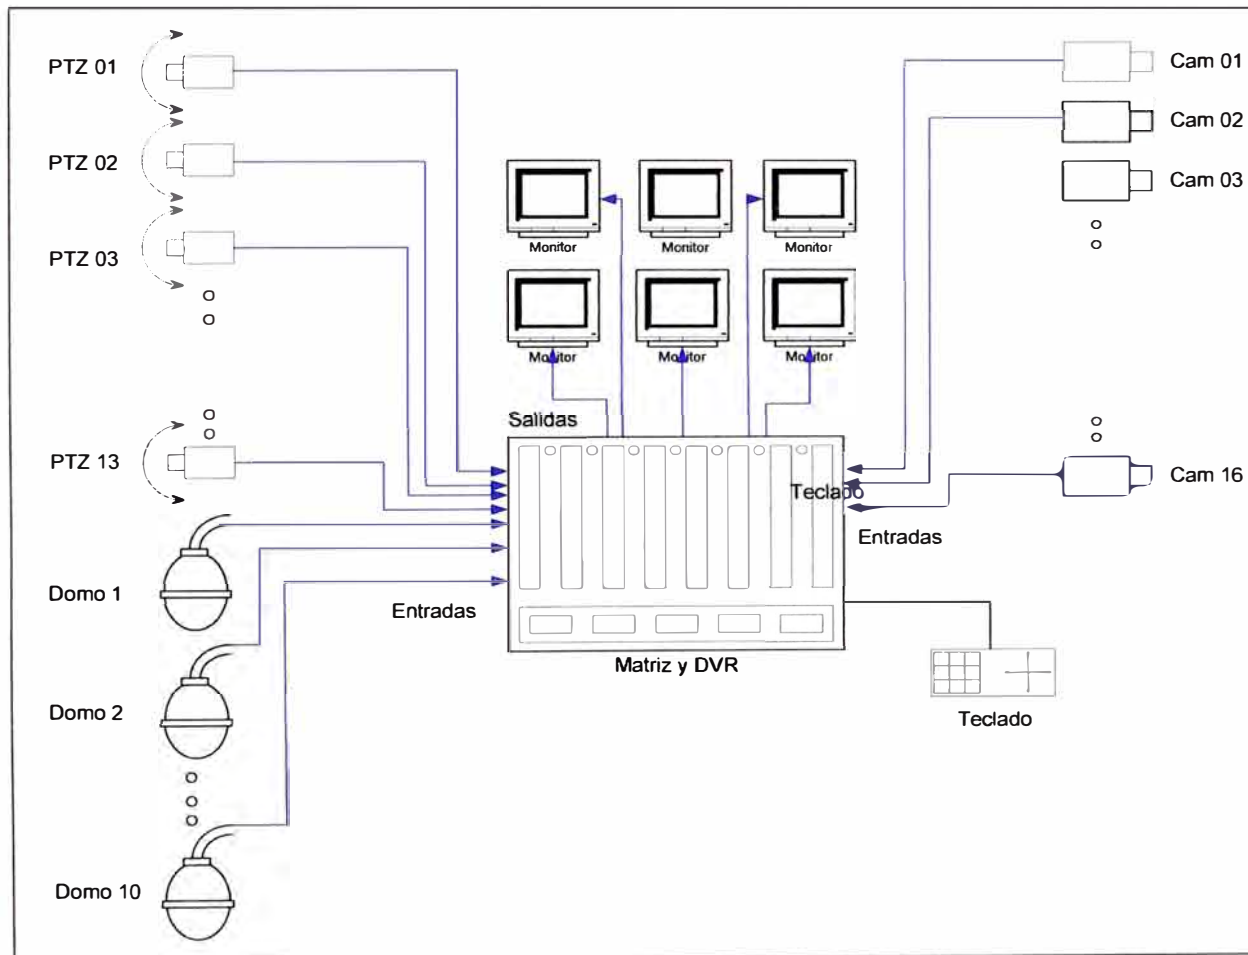 PTZ 01
Cam 01
Cam 02
PTZ 02
Cam 03
Monitor
Monitor
Monitor
PTZ 03
Monitor
Monitor
Monitor
Salidas
PTZ 13
Cam 16
Teclado
Entradas
Domo 1
Entradas
Matriz y DVR
Domo 2
Teclado
Domo 10